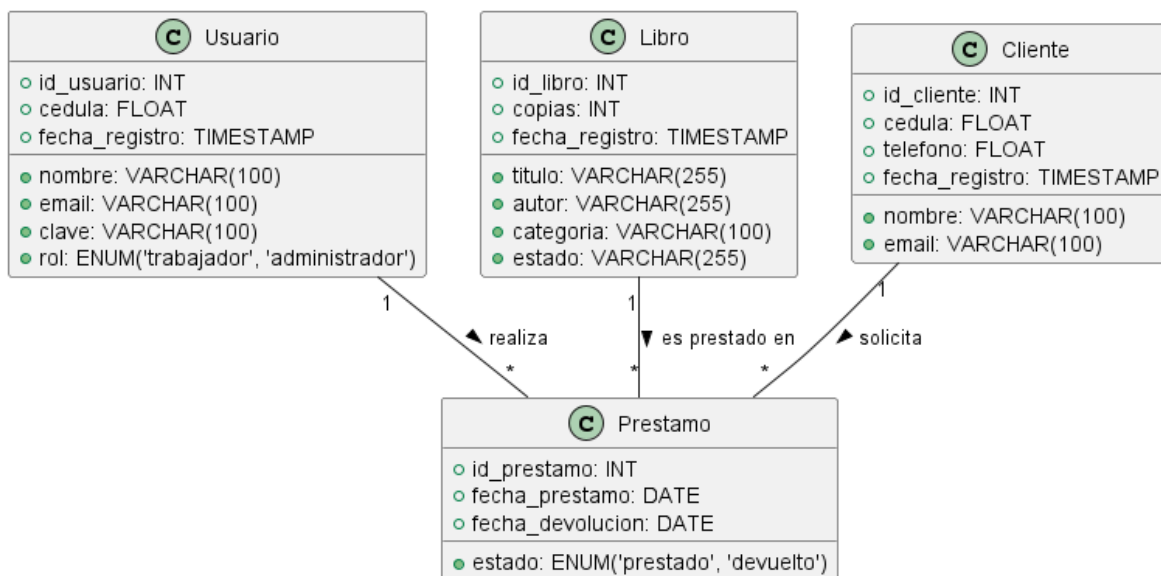 C Usuario
id_usuario: INT
cedula: FLOAT
fecha_registro: TIMESTAMP
nombre: VARCHAR(100)
email: VARCHAR(100)
clave: VARCHAR(100)
rol: ENUM('trabajador', 'administrador')
C Libro
id_libro: INT
copias: INT
fecha_registro: TIMESTAMP
titulo: VARCHAR(255)
autor: VARCHAR(255)
categoria: VARCHAR(100)
estado: VARCHAR(255)
C Cliente
id_cliente: INT
cedula: FLOAT
telefono: FLOAT
fecha_registro: TIMESTAMP
nombre: VARCHAR(100)
email: VARCHAR(100)
1
realiza
*
1
es prestado en
*
1
solicita
*
C Prestamo
id_prestamo: INT
fecha_prestamo: DATE
fecha_devolucion: DATE
estado: ENUM('prestado', 'devuelto')